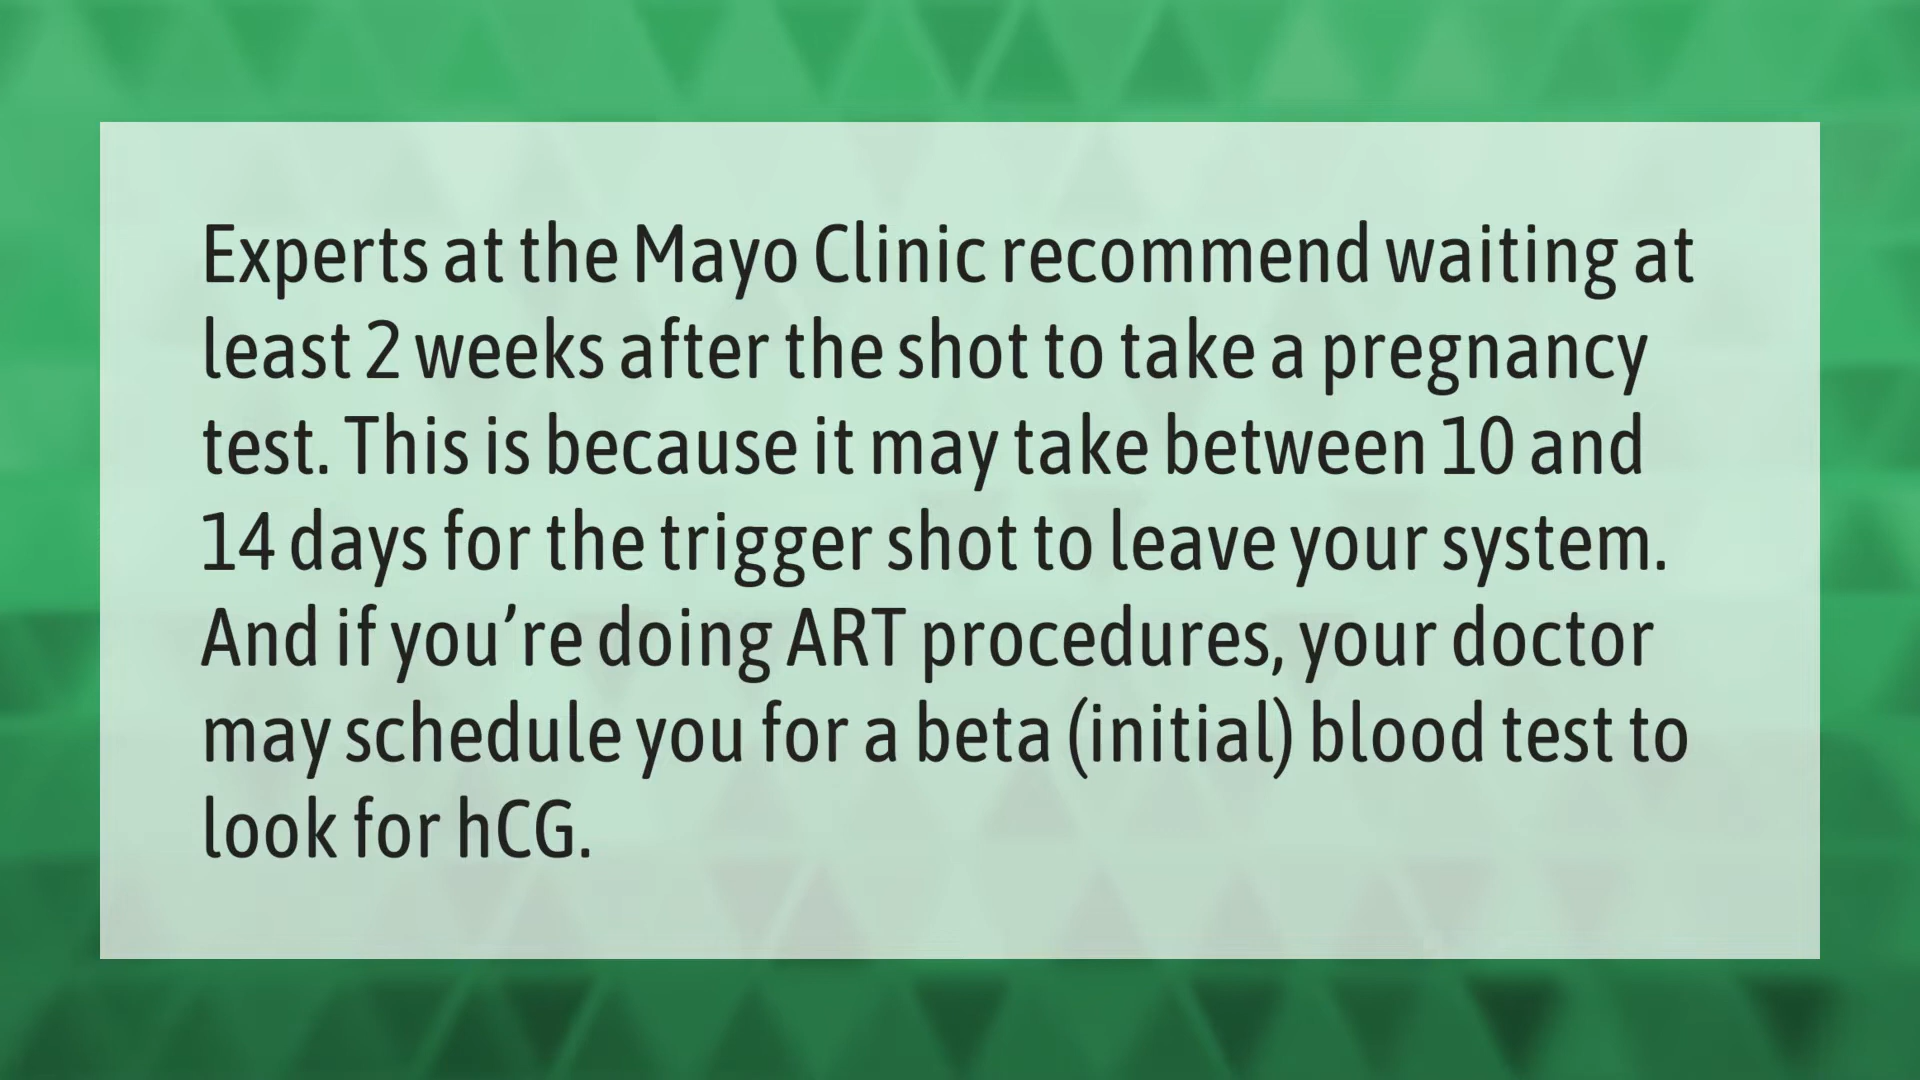 Experts at the Mayo Clinic recommend waiting at
least 2 weeks after the shot to take a pregnancy
test. This is because it may take between 10 and
14 days for the trigger shot to leave your system.
And if you’re doing ART procedures, your doctor
may schedule you for a beta (initial) blood test to
look for hCG.